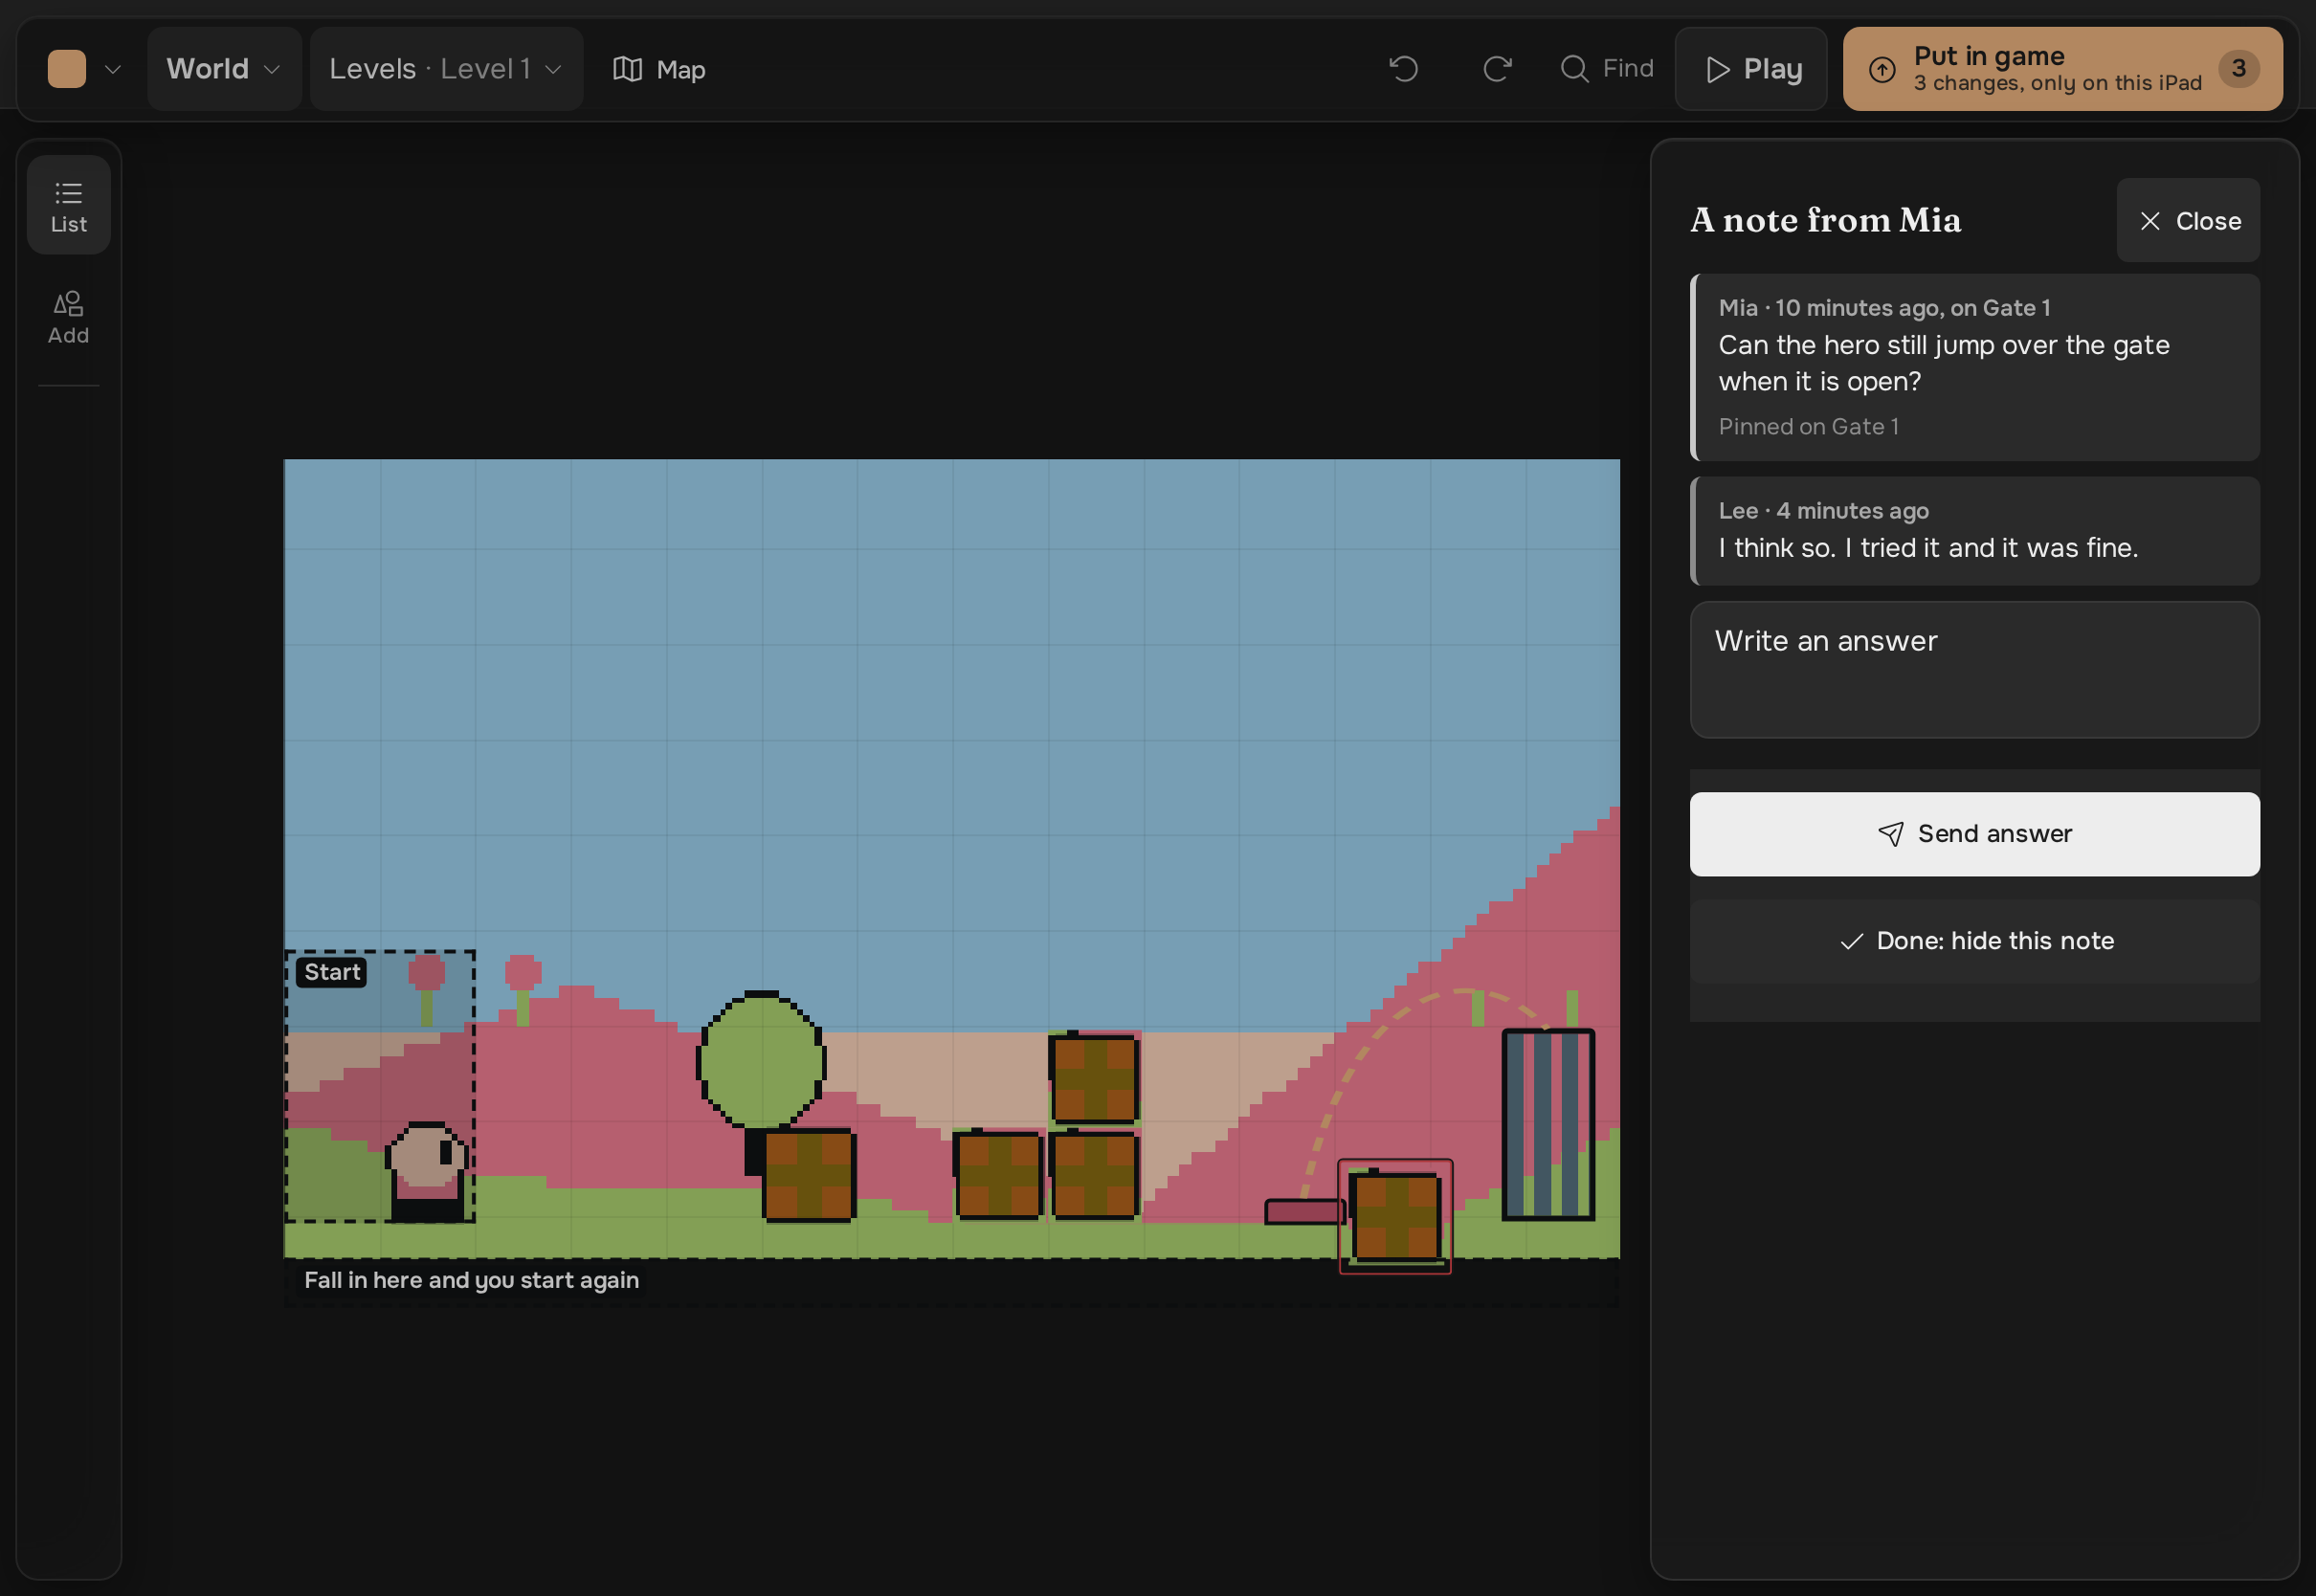 World
Levels · Level 1
Map
Find
Play
Put in game
3 changes, only on this iPad
3
List
Add
A note from Mia
Close
Mia · 10 minutes ago, on Gate 1
Can the hero still jump over the gate
when it is open?
Pinned on Gate 1
Lee · 4 minutes ago
I think so. I tried it and it was fine.
Write an answer
Send answer
Done: hide this note
Start
Fall in here and you start again